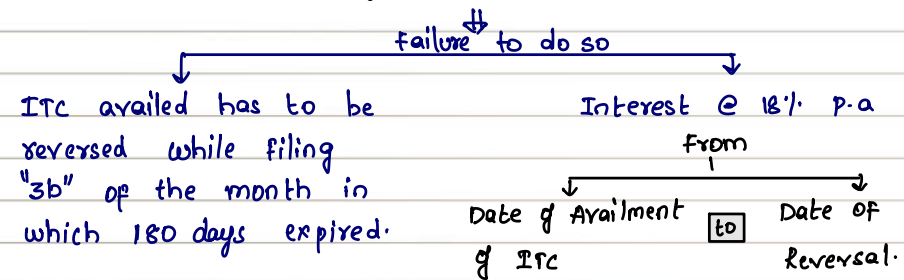 Failure to do so
ITC availed has to be
reversed while filing
"3b" of the month in
which 180 days expired.
Interest @ 18% p.a
From
Date of Availment
of ITC
to
Date of
Reversal.